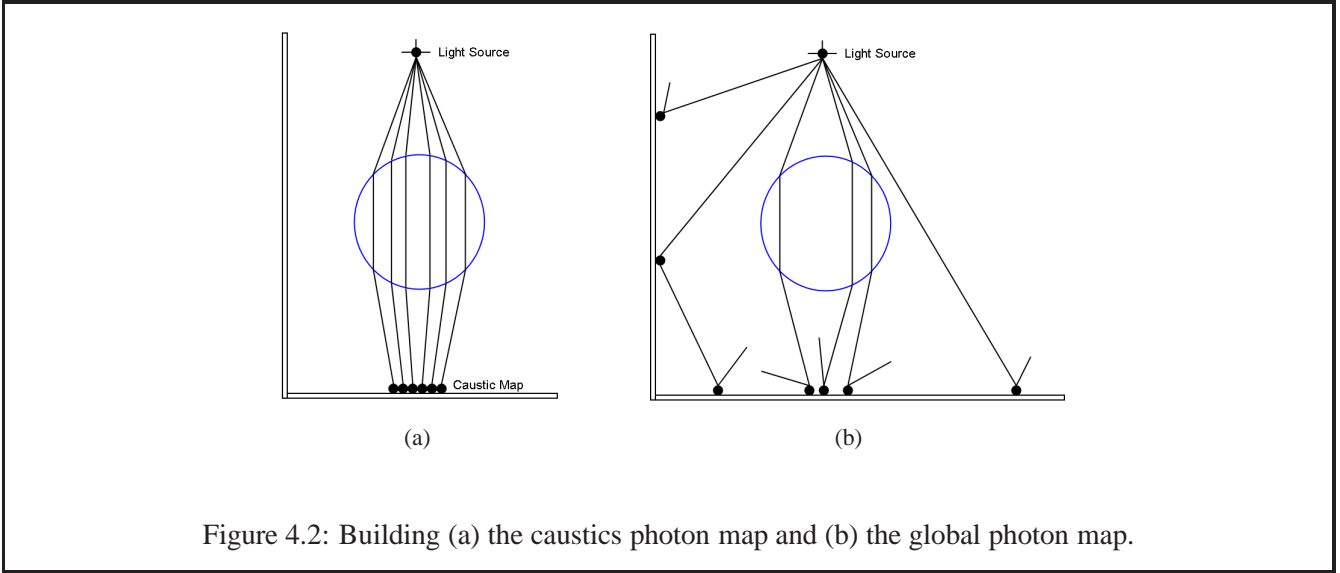 Light Source
Caustic Map
(a)
Light Source
(b)
Figure 4.2: Building (a) the caustics photon map and (b) the global photon map.